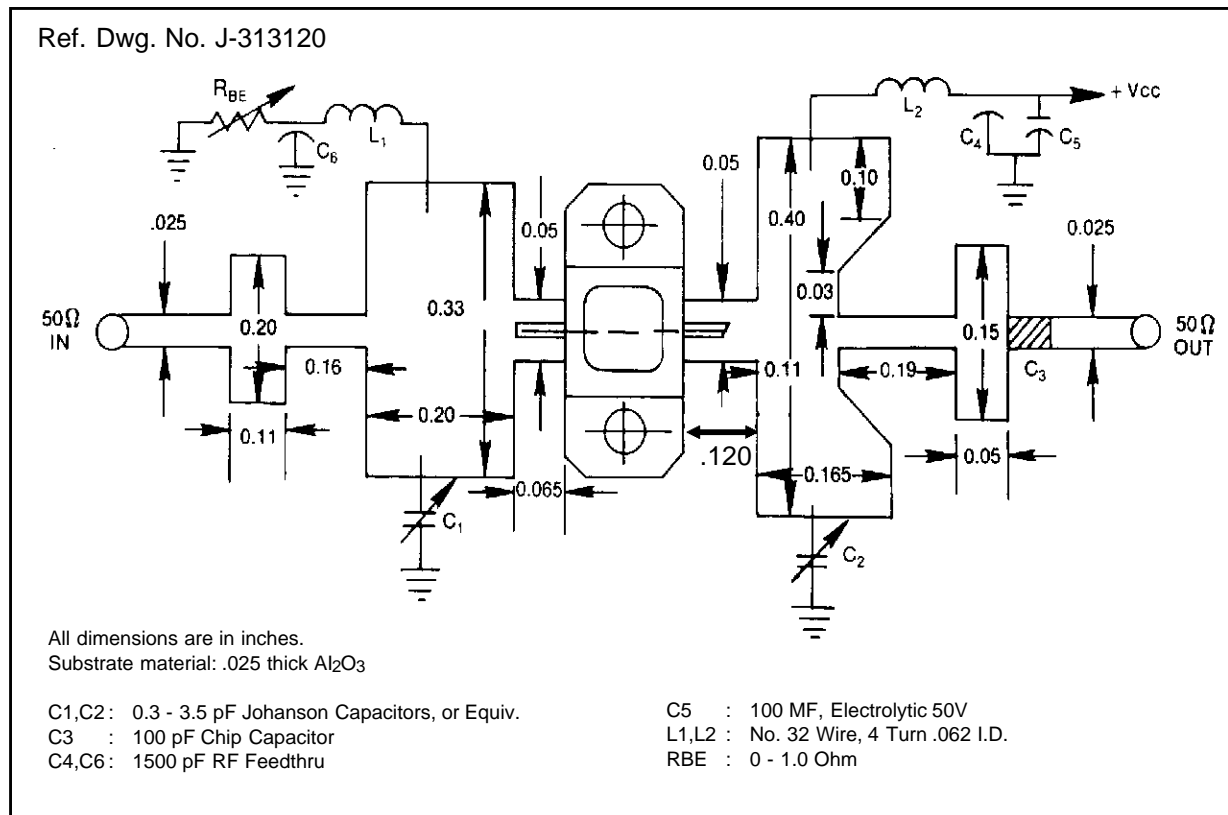 Ref. Dwg. No. J-313120
RBE
L1
C6
L2
+ Vcc
C4
C5
.025
0.05
0.05
0.10
0.40
0.025
50Ω
IN
0.20
0.33
0.03
0.15
50Ω
OUT
0.16
0.11
0.19
C3
0.11
0.20
.120
0.05
0.065
0.165
C1
C2
All dimensions are in inches.
Substrate material: .025 thick Al2O3
C1,C2 : 0.3 - 3.5 pF Johanson Capacitors, or Equiv.
C3 : 100 pF Chip Capacitor
C4,C6 : 1500 pF RF Feedthru
C5 : 100 MF, Electrolytic 50V
L1,L2 : No. 32 Wire, 4 Turn .062 I.D.
RBE : 0 - 1.0 Ohm